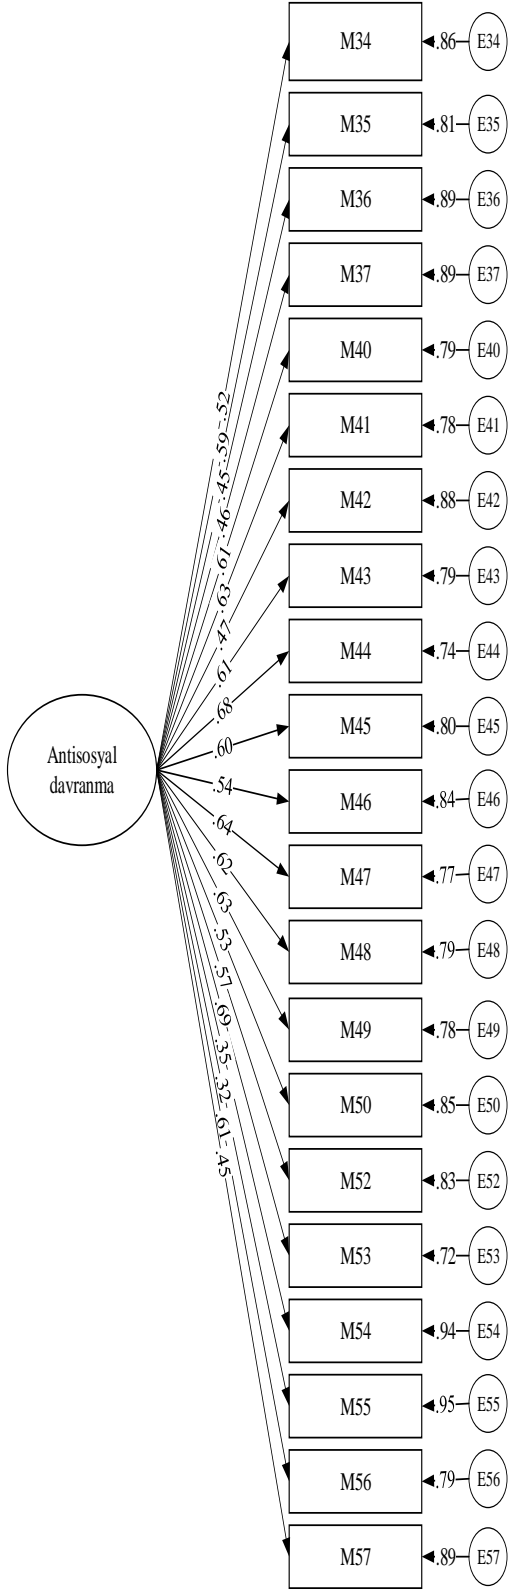 M34 .86 E34
M35 .81 E35
M36 .89 E36
M37 .89 E37
M40 .79 E40
M41 .78 E41
M42 .88 E42
M43 .79 E43
M44 .74 E44
M45 .80 E45
M46 .84 E46
M47 .77 E47
M48 .79 E48
M49 .78 E49
M50 .85 E50
M52 .83 E52
M53 .72 E53
M54 .94 E54
M55 .95 E55
M56 .79 E56
M57 .89 E57
.52
.59
.45
.46
.61
.63
.47
.61
.68
.60
.54
.64
.62
.63
.53
.57
.69
.35
.32
.61
.45
Antisosyal
davranma